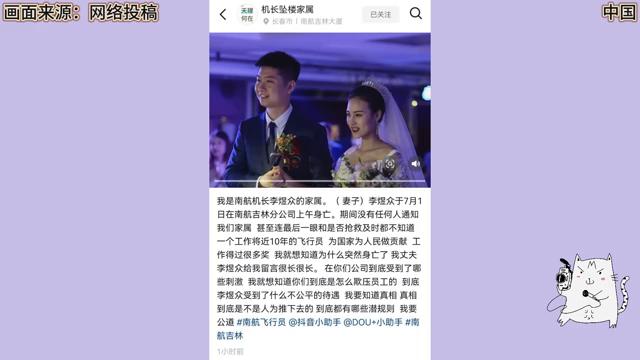 画面来源：网络投稿
中国
天理
何在
机长坠楼家属
长春市｜南航吉林大厦
已关注
我是南航机长李煜众的家属。（ 妻子）李煜众于7月1
日在南航吉林分公司上午身亡。期间没有任何人通知
我们家属  甚至连最后一眼和是否抢救及时都不知道
一个工作将近10年的飞行员  为国家为人民做贡献  工
作得过很多奖  我就想知道为什么突然身亡了 我丈夫
李煜众给我留言很长很长。 在你们公司到底受到了哪
些刺激  我就想知道你们到底是怎么欺压员工的  到底
李煜众受到了什么不公平的待遇  我要知道真相 真相
到底是不是人为推下去的 到底都有哪些潜规则  我要
公道 #南航飞行员 @抖音小助手 @DOU+小助手 #南
航吉林
1小时前